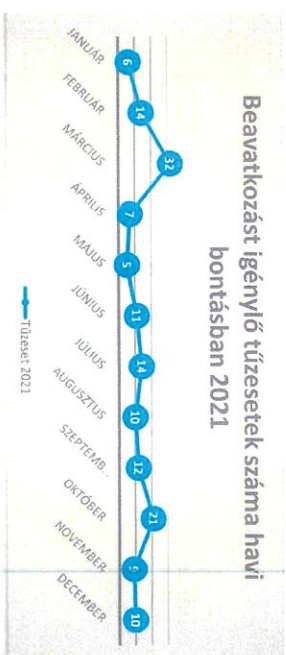 Beavatkozást igénylő tűzesetek száma havi
bontásban 2021
6
14
32
7
5
11
14
10
12
21
9
10
JANUÁR
FEBRUÁR
MÁRCIUS
ÁPRILIS
MÁJUS
JÚNIUS
JÚLIUS
AUGUSZTUS
SZEPTEMB...
OKTÓBER
NOVEMBER
DECEMBER
Tűzeset 2021